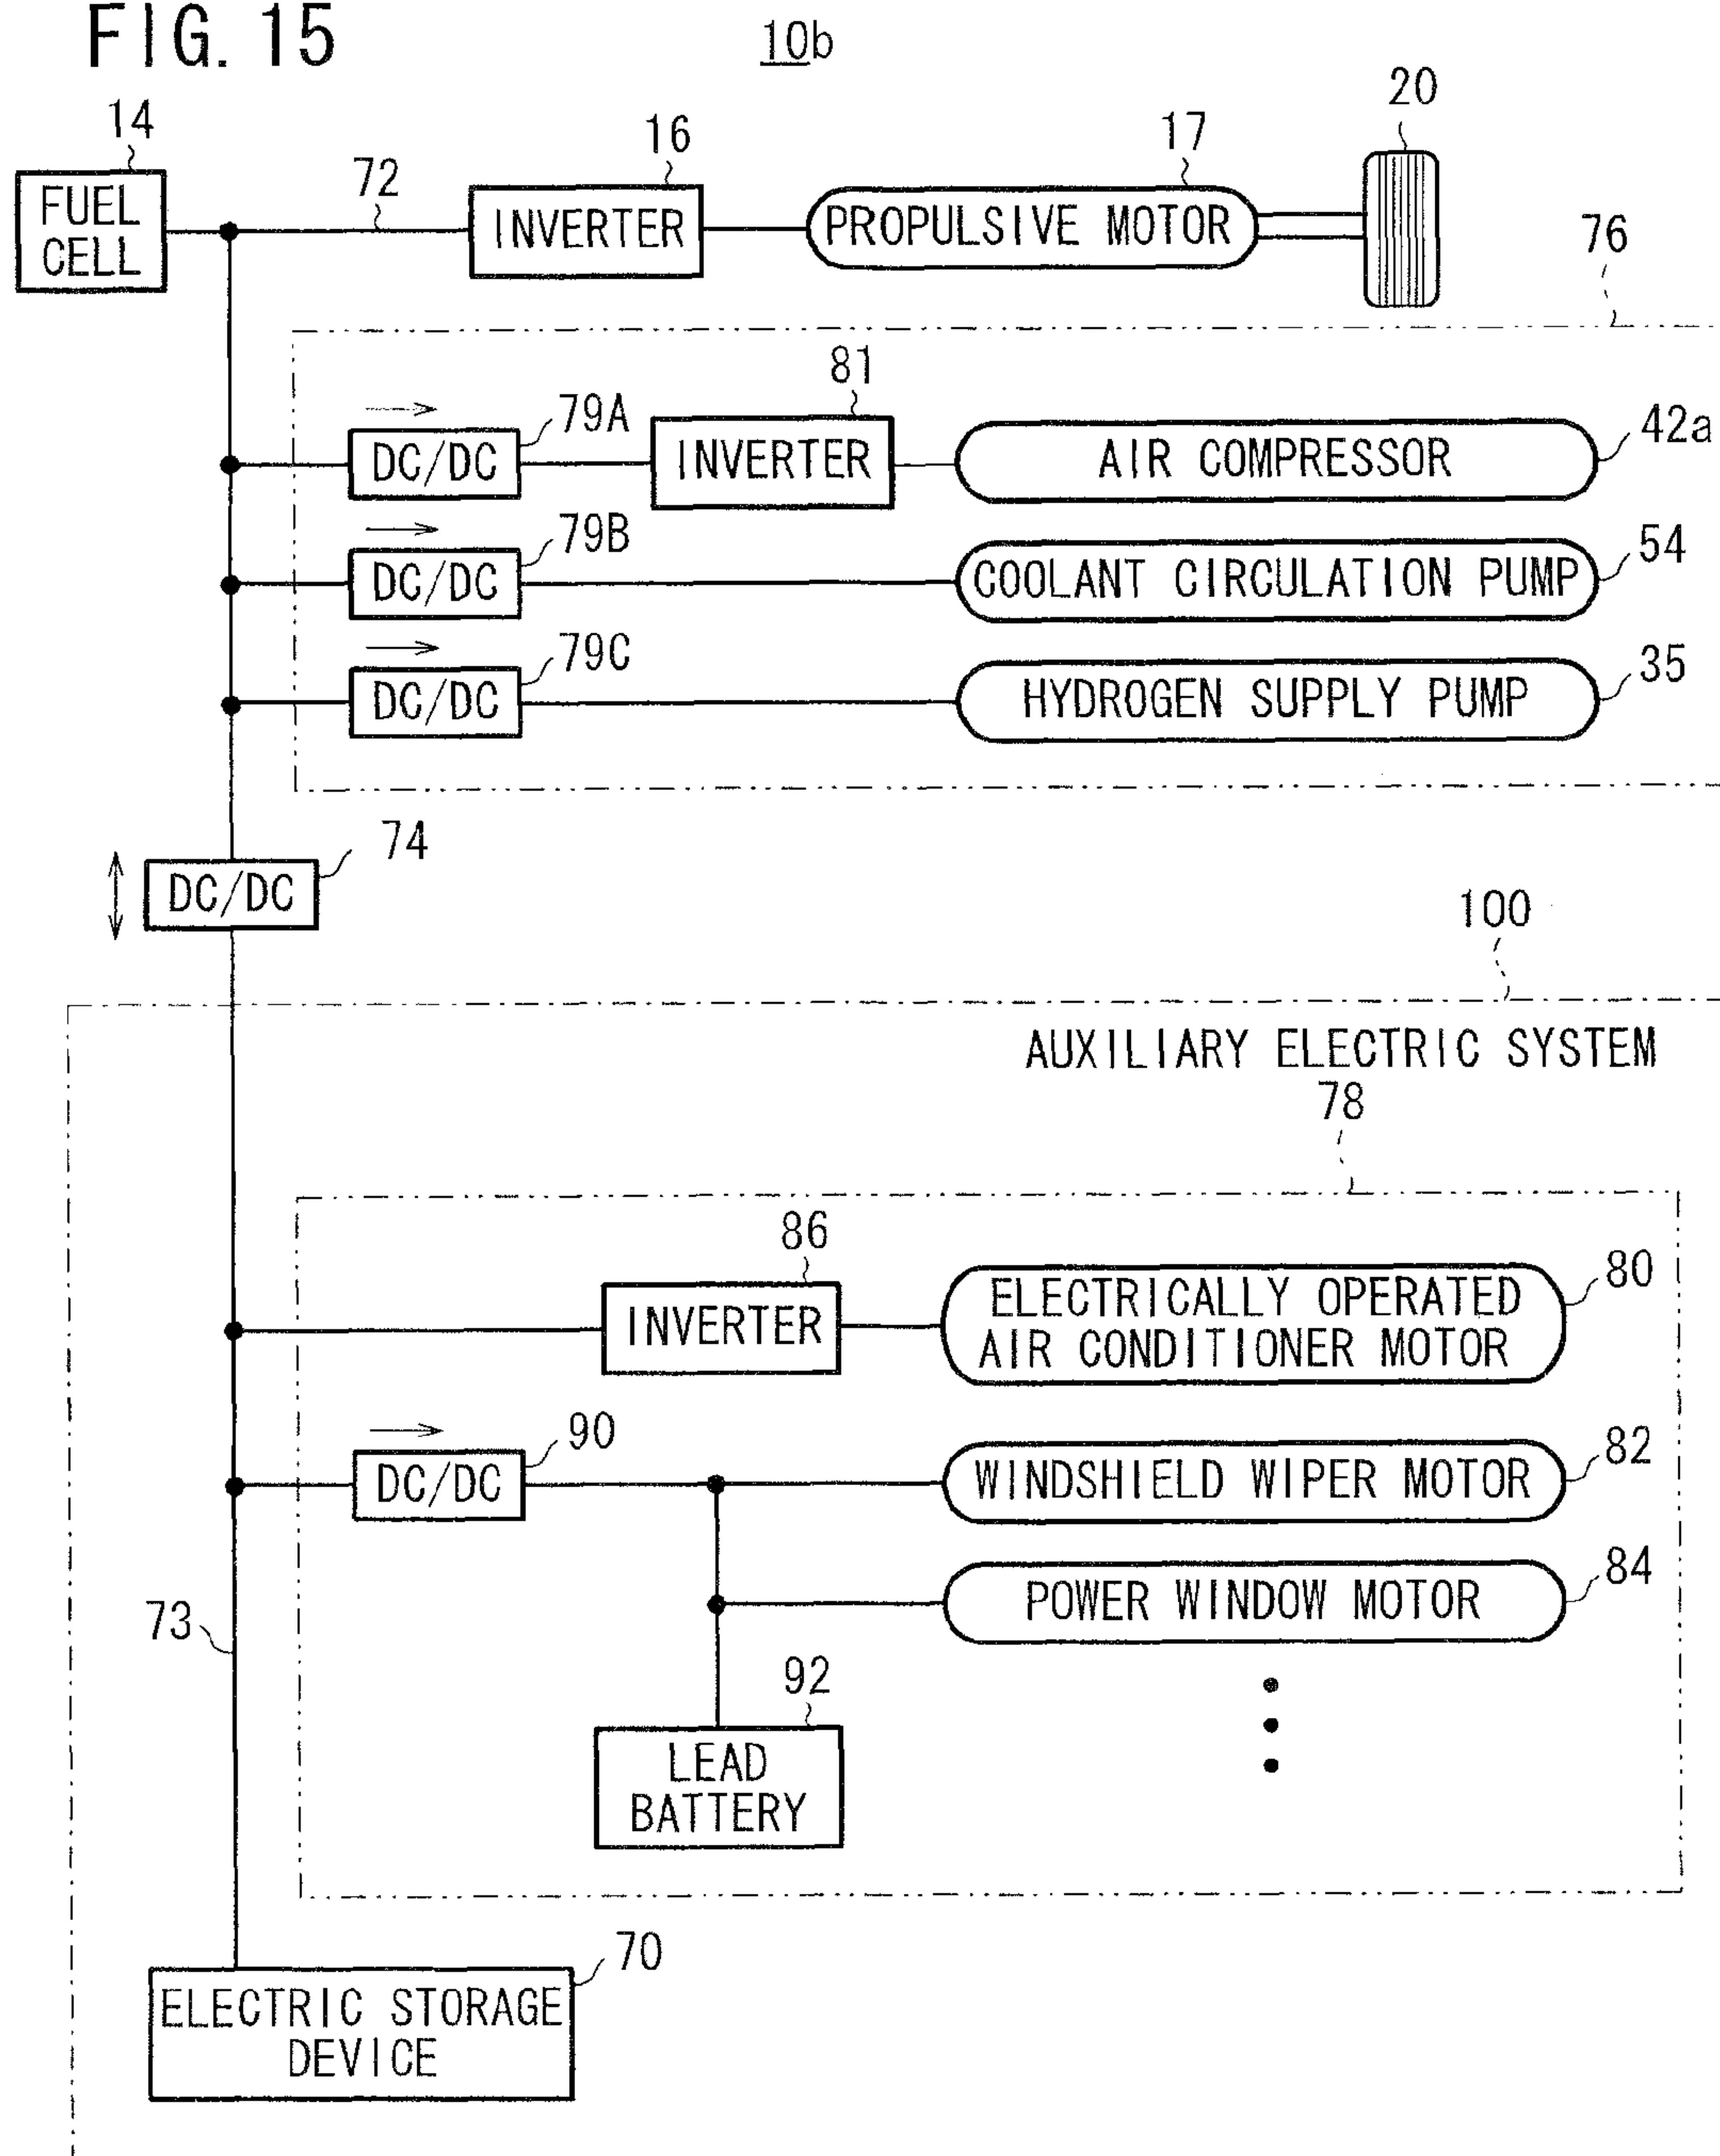 FIG. 15
10b
14
FUEL
CELL
72
16
INVERTER
17
PROPULSIVE MOTOR
20
76
79A
DC/DC
81
INVERTER
AIR COMPRESSOR
42a
79B
DC/DC
COOLANT CIRCULATION PUMP
54
79C
DC/DC
HYDROGEN SUPPLY PUMP
35
74
DC/DC
100
AUXILIARY ELECTRIC SYSTEM
78
86
INVERTER
ELECTRICALLY OPERATED
AIR CONDITIONER MOTOR
80
90
DC/DC
WINDSHIELD WIPER MOTOR
82
POWER WINDOW MOTOR
84
73
92
LEAD
BATTERY
70
ELECTRIC STORAGE
DEVICE